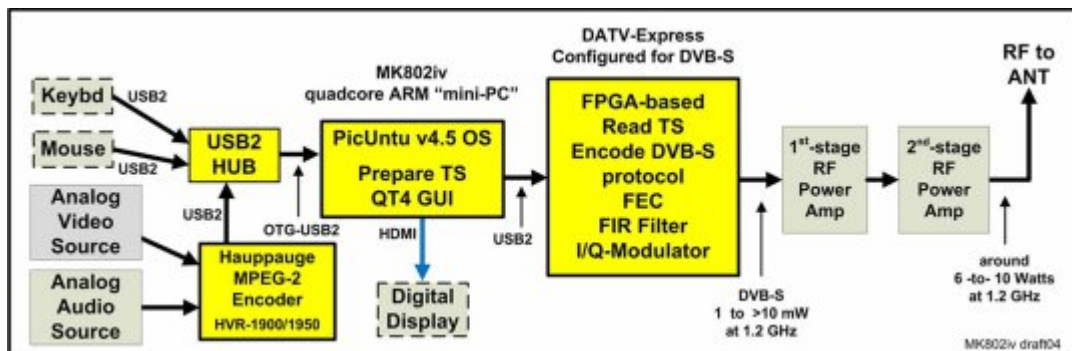 DATV-Express
Configured for DVB-S
RF to
ANT
MK802iv
quadcore ARM “mini-PC”
Keybd
USB2
Mouse
USB2
USB2
HUB
PicUntu v4.5 OS
Prepare TS
QT4 GUI
FPGA-based
Read TS
Encode DVB-S
protocol
FEC
FIR Filter
I/Q-Modulator
1st-stage
RF
Power
Amp
2nd-stage
RF
Power
Amp
Analog
Video
Source
USB2
OTG-USB2
HDMI
USB2
Hauppauge
MPEG-2
Encoder
HVR-1900/1950
Analog
Audio
Source
Digital
Display
DVB-S
1 to >10 mW
at 1.2 GHz
around
6 -to- 10 Watts
at 1.2 GHz
MK802iv draft04